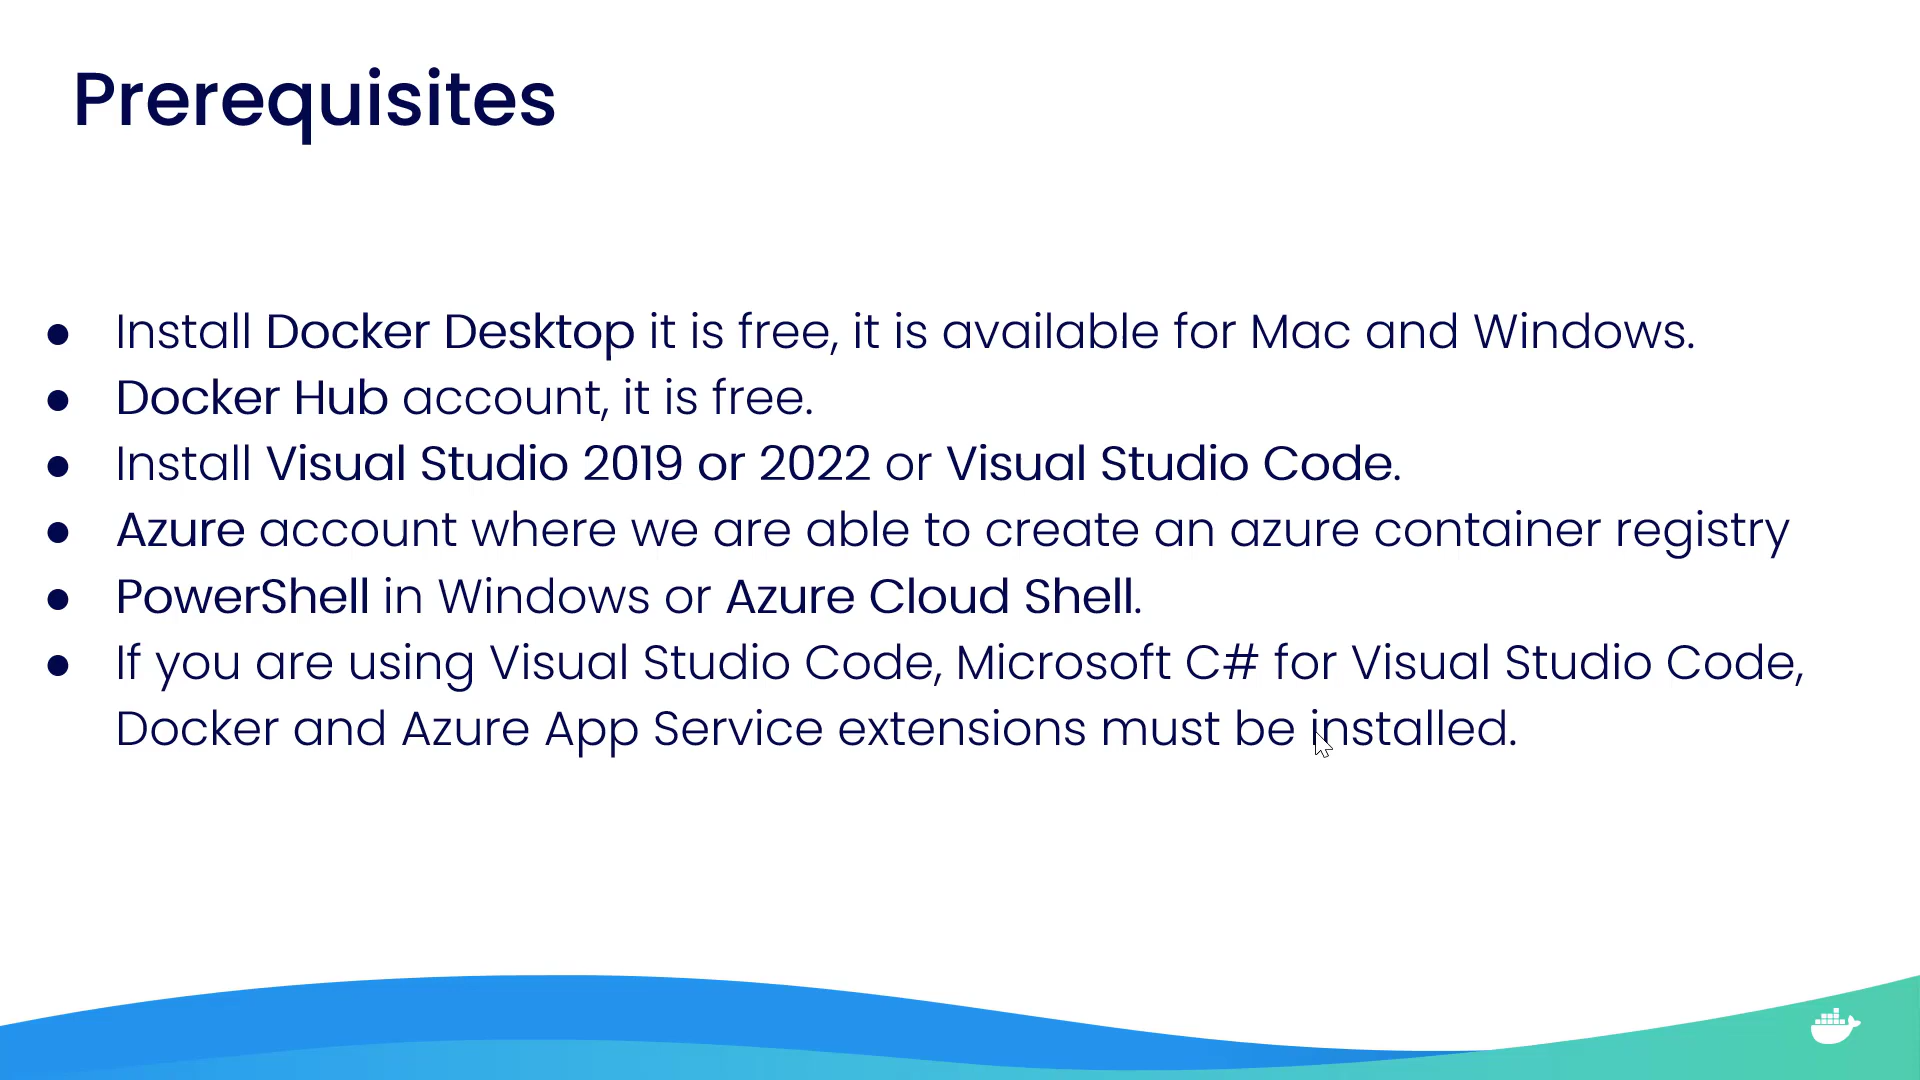 Prerequisites
● Install Docker Desktop it is free, it is available for Mac and Windows.
● Docker Hub account, it is free.
● Install Visual Studio 2019 or 2022 or Visual Studio Code.
● Azure account where we are able to create an azure container registry
● PowerShell in Windows or Azure Cloud Shell.
● If you are using Visual Studio Code, Microsoft C# for Visual Studio Code,
Docker and Azure App Service extensions must be installed.